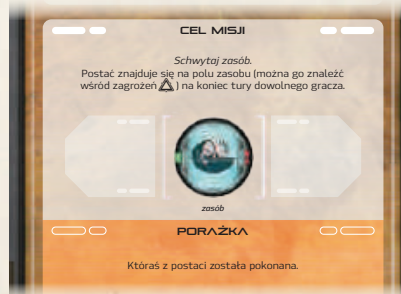 CEL MISJI
Schwytaj zasób.
Postać znajduje się na polu zasobu (można go znaleźć
wśród zagrożeń ) na koniec tury dowolnego gracza.
zasób
PORAŻKA
Któraś z postaci została pokonana.